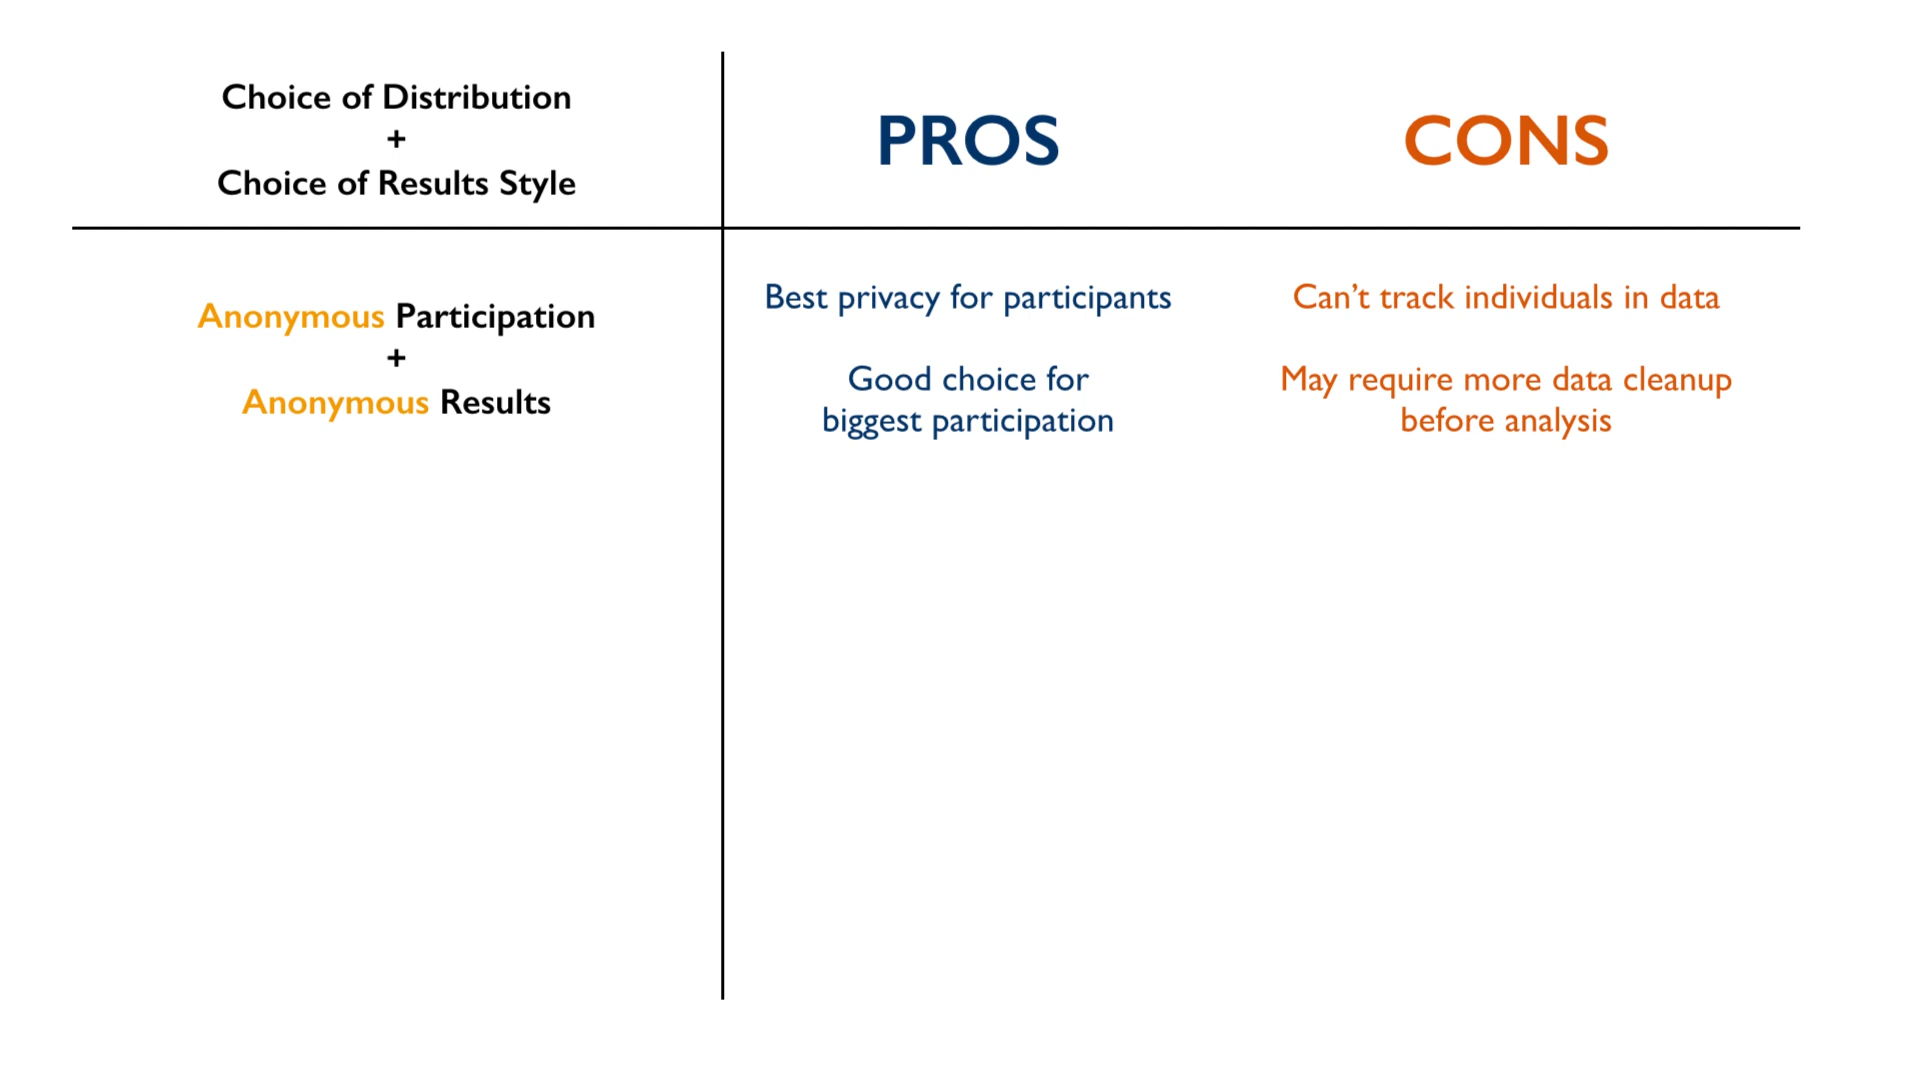 Choice of Distribution
+
Choice of Results Style
PROS
CONS
Anonymous Participation
+
Anonymous Results
Best privacy for participants
Good choice for
biggest participation
Can’t track individuals in data
May require more data cleanup
before analysis